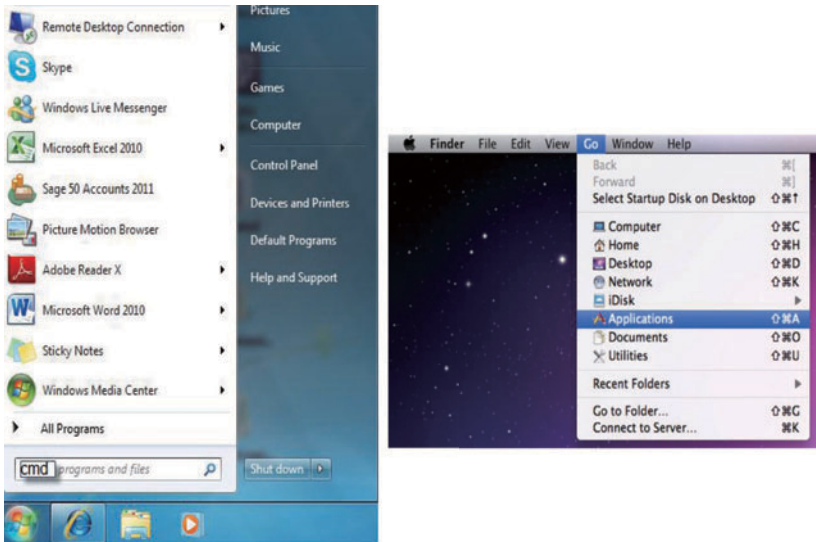 Remote Desktop Connection
Skype
Windows Live Messenger
Microsoft Excel 2010
Sage 50 Accounts 2011
Picture Motion Browser
Adobe Reader X
Microsoft Word 2010
Sticky Notes
Windows Media Center
All Programs
cmd programs and files
Pictures
Music
Games
Computer
Control Panel
Devices and Printers
Default Programs
Help and Support
Shut down
Finder File Edit View Go Window Help
Back ⌘[
Forward ⌘]
Select Startup Disk on Desktop ⇧⌘↑
Computer ⇧⌘C
Home ⇧⌘H
Desktop ⇧⌘D
Network ⇧⌘K
iDisk
Applications ⇧⌘A
Documents ⇧⌘O
Utilities ⇧⌘U
Recent Folders
Go to Folder... ⇧⌘G
Connect to Server... ⌘K